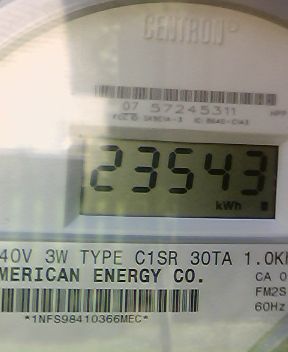 CENTRON®
07 57245311
23543
kWh
40V 3W TYPE C1SR 30TA 1.0K
MERICAN ENERGY CO.
CA 0
FM2S
60Hz
*1NFS98410366MEC*